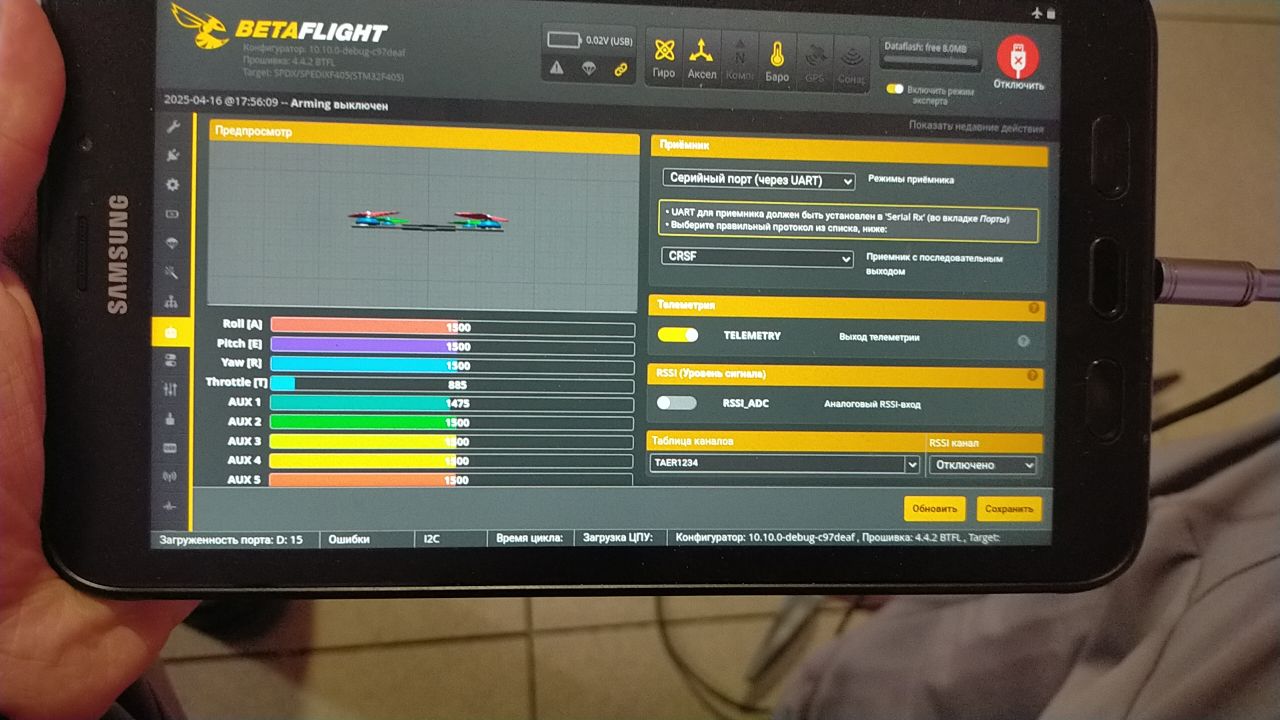 BETAFLIGHT
Конфигуратор: 10.10.0-debug-c97deaf
Прошивка: 4.4.2 BTFL
Target: SPDX/SPEDIXF405(STM32F405)
0.02V (USB)
Гиро
Аксел
Баро
GPS
Сонар
Dataflash: free 8.0MB
Включить режим
эксперта
Отключить
2025-04-16 @17:56:09 -- Arming выключен
Показать недавние действия
SAMSUNG
Предпросмотр
Roll [A] 1500
Pitch [E] 1500
Yaw [R] 1500
Throttle [T] 885
AUX 1 1475
AUX 2 1500
AUX 3 1500
AUX 4 1500
AUX 5 1500
Приёмник
Серийный порт (через UART) Режимы приёмника
• UART для приемника должен быть установлен в 'Serial Rx' (во вкладке Порты)
• Выберите правильный протокол из списка, ниже:
CRSF Приемник с последовательным
выходом
Телеметрия ?
TELEMETRY Выход телеметрии ?
RSSI (Уровень сигнала) ?
RSSI_ADC Аналоговый RSSI-вход
Таблица каналов RSSI канал
TAER1234 Отключено
Обновить Сохранить
Загруженность порта: D: 15 Ошибки I2C Время цикла: Загрузка ЦПУ: Конфигуратор: 10.10.0-debug-c97deaf , Прошивка: 4.4.2 BTFL , Target: